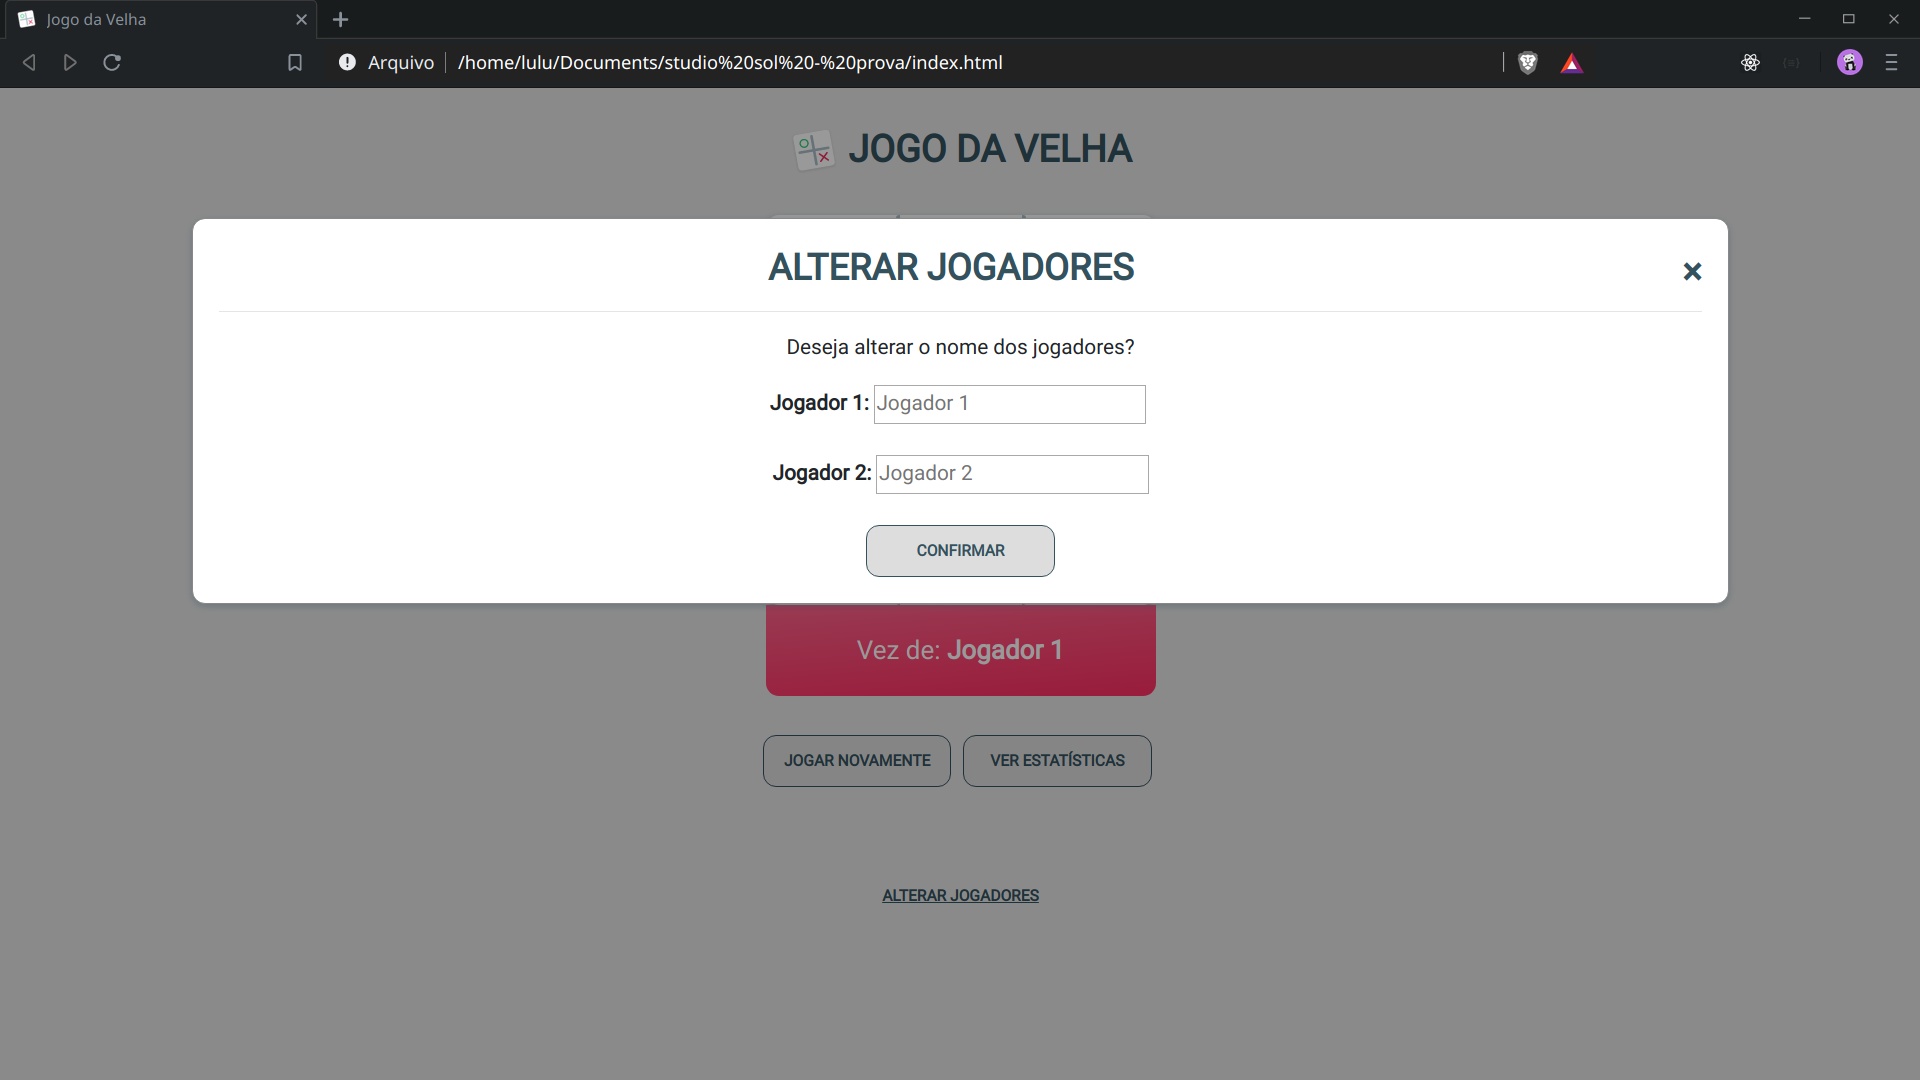 Jogo da Velha
Arquivo /home/lulu/Documents/studio%20sol%20-%20prova/index.html
JOGO DA VELHA
ALTERAR JOGADORES
Deseja alterar o nome dos jogadores?
Jogador 1: Jogador 1
Jogador 2: Jogador 2
CONFIRMAR
Vez de: Jogador 1
JOGAR NOVAMENTE VER ESTATÍSTICAS
ALTERAR JOGADORES